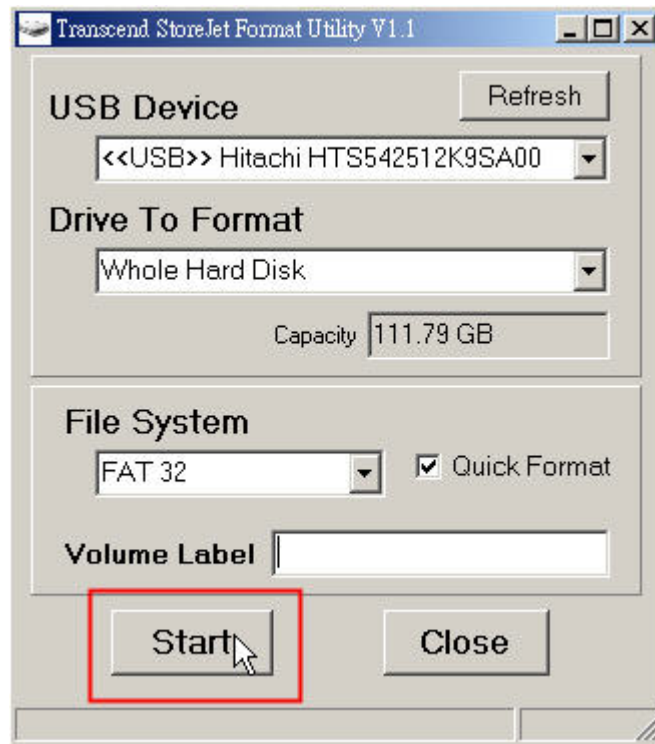 Transcend StoreJet Format Utility V1.1
Refresh
USB Device
<<USB>> Hitachi HTS542512K9SA00
Drive To Format
Whole Hard Disk
Capacity 111.79 GB
File System
FAT 32
Quick Format
Volume Label
Start
Close